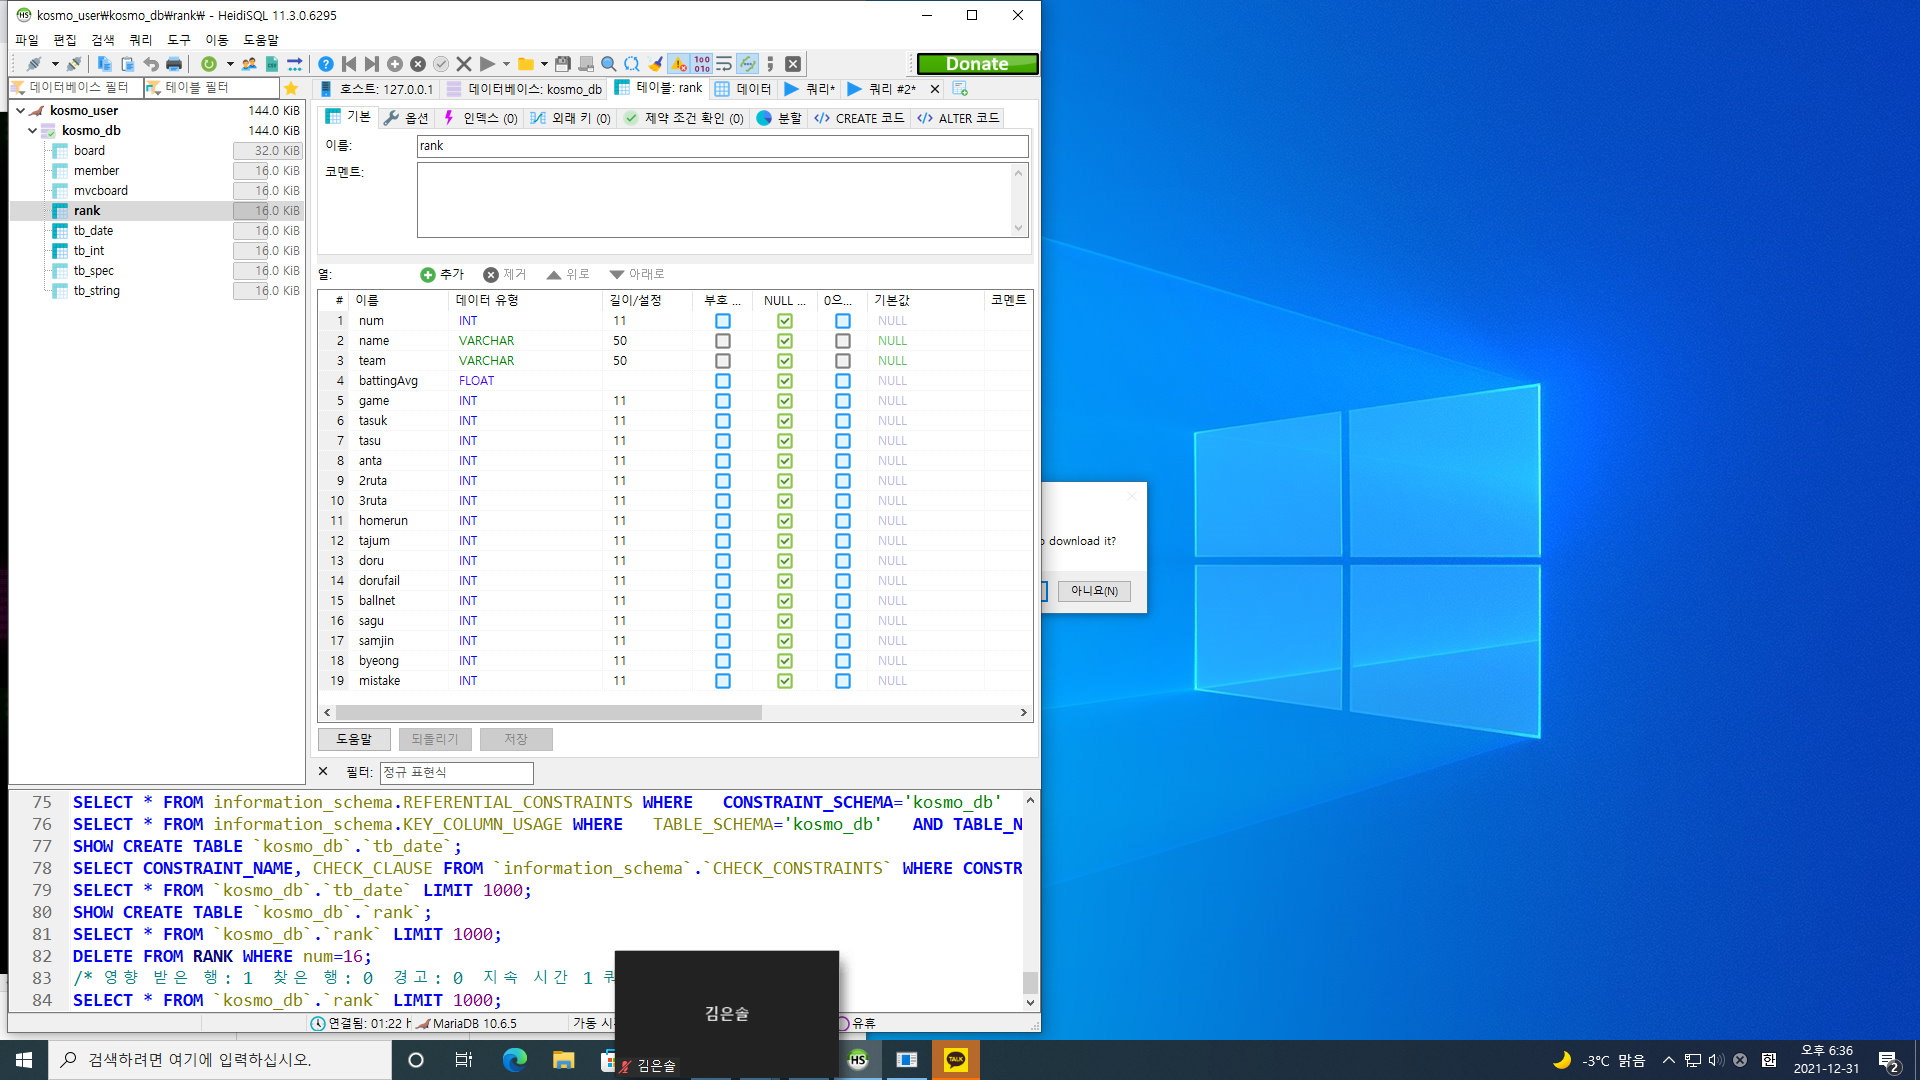 kosmo_user₩kosmo_db₩rank₩ - HeidiSQL 11.3.0.6295
파일 편집 검색 쿼리 도구 이동 도움말
Donate
데이터베이스 필터 테이블 필터
호스트: 127.0.0.1 데이터베이스: kosmo_db 테이블: rank 데이터 쿼리* 쿼리 #2*
kosmo_user 144.0 KiB
kosmo_db 144.0 KiB
board 32.0 KiB
member 16.0 KiB
mvcboard 16.0 KiB
rank 16.0 KiB
tb_date 16.0 KiB
tb_int 16.0 KiB
tb_spec 16.0 KiB
tb_string 16.0 KiB
기본 옵션 인덱스 (0) 외래 키 (0) 제약 조건 확인 (0) 분할 CREATE 코드 ALTER 코드
이름: rank
코멘트:
열: 추가 제거 위로 아래로
# 이름 데이터 유형 길이/설정 부호 ... NULL ... 0으... 기본값 코멘트
1 num INT 11 NULL
2 name VARCHAR 50 NULL
3 team VARCHAR 50 NULL
4 battingAvg FLOAT NULL
5 game INT 11 NULL
6 tasuk INT 11 NULL
7 tasu INT 11 NULL
8 anta INT 11 NULL
9 2ruta INT 11 NULL
10 3ruta INT 11 NULL
11 homerun INT 11 NULL
12 tajum INT 11 NULL
13 doru INT 11 NULL
14 dorufail INT 11 NULL
15 ballnet INT 11 NULL
16 sagu INT 11 NULL
17 samjin INT 11 NULL
18 byeong INT 11 NULL
19 mistake INT 11 NULL
도움말 되돌리기 저장
필터: 정규 표현식
75 SELECT * FROM information_schema.REFERENTIAL_CONSTRAINTS WHERE CONSTRAINT_SCHEMA='kosmo_db'
76 SELECT * FROM information_schema.KEY_COLUMN_USAGE WHERE TABLE_SCHEMA='kosmo_db' AND TABLE_N
77 SHOW CREATE TABLE `kosmo_db`.`tb_date`;
78 SELECT CONSTRAINT_NAME, CHECK_CLAUSE FROM `information_schema`.`CHECK_CONSTRAINTS` WHERE CONSTR
79 SELECT * FROM `kosmo_db`.`tb_date` LIMIT 1000;
80 SHOW CREATE TABLE `kosmo_db`.`rank`;
81 SELECT * FROM `kosmo_db`.`rank` LIMIT 1000;
82 DELETE FROM RANK WHERE num=16;
83 /* 영향 받은 행: 1 찾은 행: 0 경고: 0 지속 시간 1 쿼
84 SELECT * FROM `kosmo_db`.`rank` LIMIT 1000;
연결됨: 01:22 h MariaDB 10.6.5 가동 시 유휴
download it?
아니요(N)
김은솔
김은솔
검색하려면 여기에 입력하십시오.
HS
TALK
-3°C 맑음
한
오후 6:36
2021-12-31
2